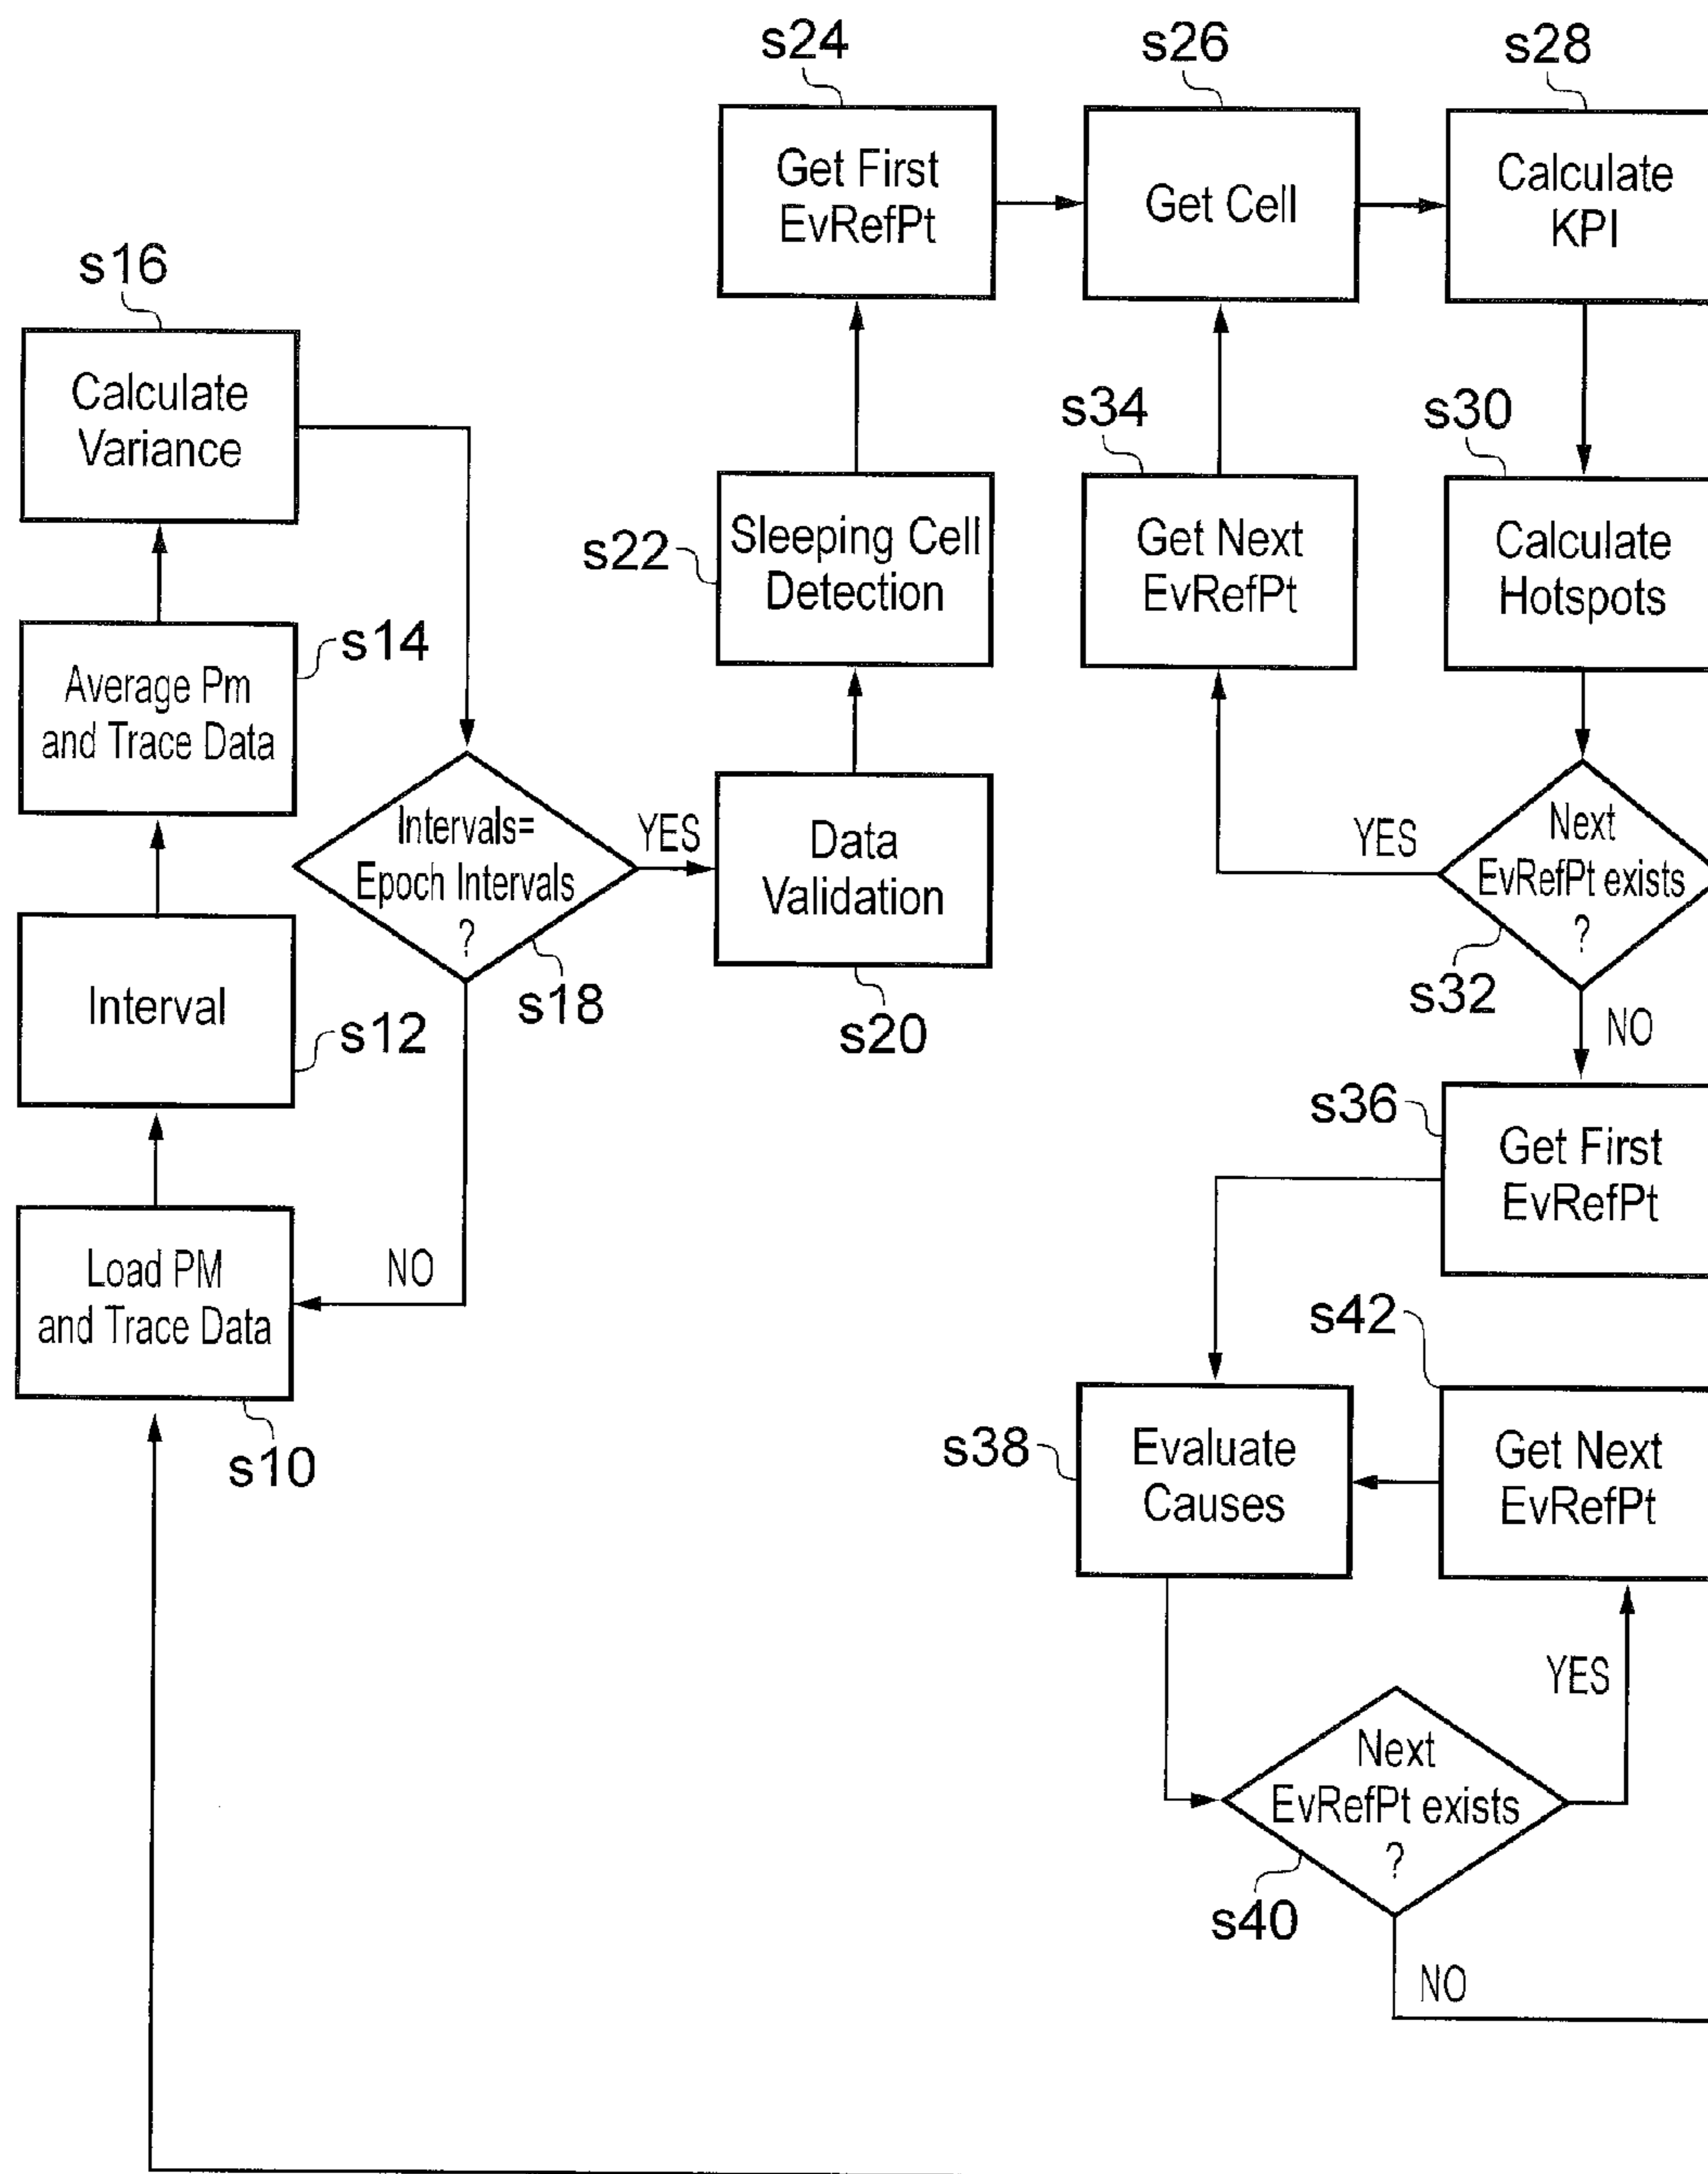 s24
s26
s28
Get First
EvRefPt
Get Cell
Calculate
KPI
s16
Calculate
Variance
s34
s30
s22
Sleeping Cell
Detection
Get Next
EvRefPt
Calculate
Hotspots
s14
Average Pm
and Trace Data
Intervals=
Epoch Intervals
?
YES
Data
Validation
YES
Next
EvRefPt exists
?
Interval
s12
s18
s20
s32
NO
s36
Get First
EvRefPt
Load PM
and Trace Data
NO
s10
s42
s38
Evaluate
Causes
Get Next
EvRefPt
YES
Next
EvRefPt exists
?
s40
NO